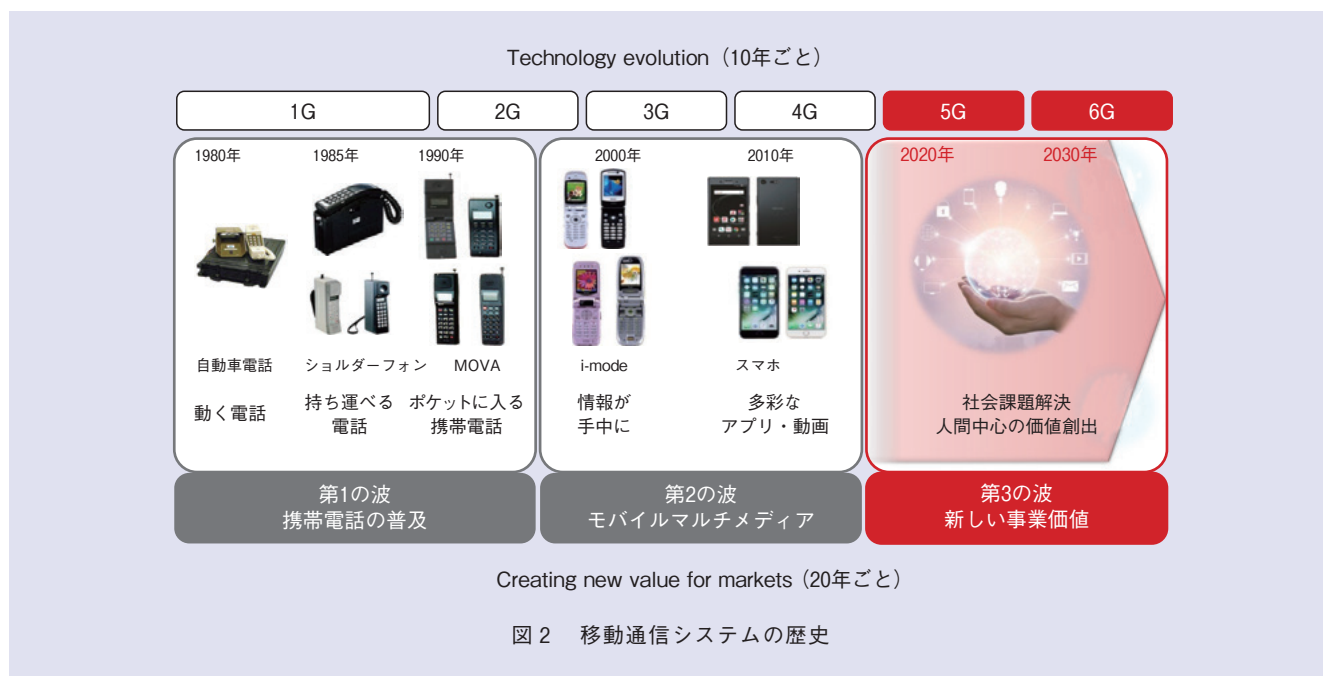 Technology evolution（10年ごと）
1G
2G
3G
4G
5G
6G
1980年
1985年
1990年
2000年
2010年
2020年
2030年
自動車電話
ショルダーフォン
MOVA
i-mode
スマホ
動く電話
持ち運べる
電話
ポケットに入る
携帯電話
情報が
手中に
多彩な
アプリ・動画
社会課題解決
人間中心の価値創出
第1の波
携帯電話の普及
第2の波
モバイルマルチメディア
第3の波
新しい事業価値
Creating new value for markets（20年ごと）
図2　移動通信システムの歴史